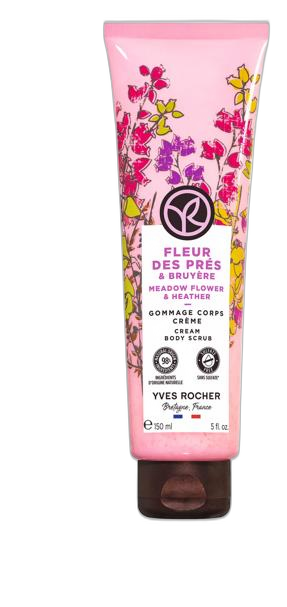 FLEUR
DES PRÉS
& BRUYÈRE
MEADOW FLOWER
& HEATHER
GOMMAGE CORPS
CRÈME
CREAM
BODY SCRUB
98%
INGRÉDIENTS
D'ORIGINE NATURELLE
SANS SULFATE*
YVES ROCHER
Bretagne, France
e 150 ml 5 fl. oz.